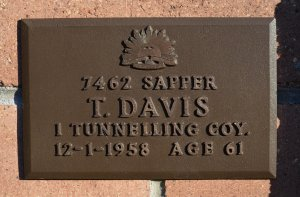 7462 SAPPER
T. DAVIS
1 TUNNELLING COY.
12-1-1958 AGE 61